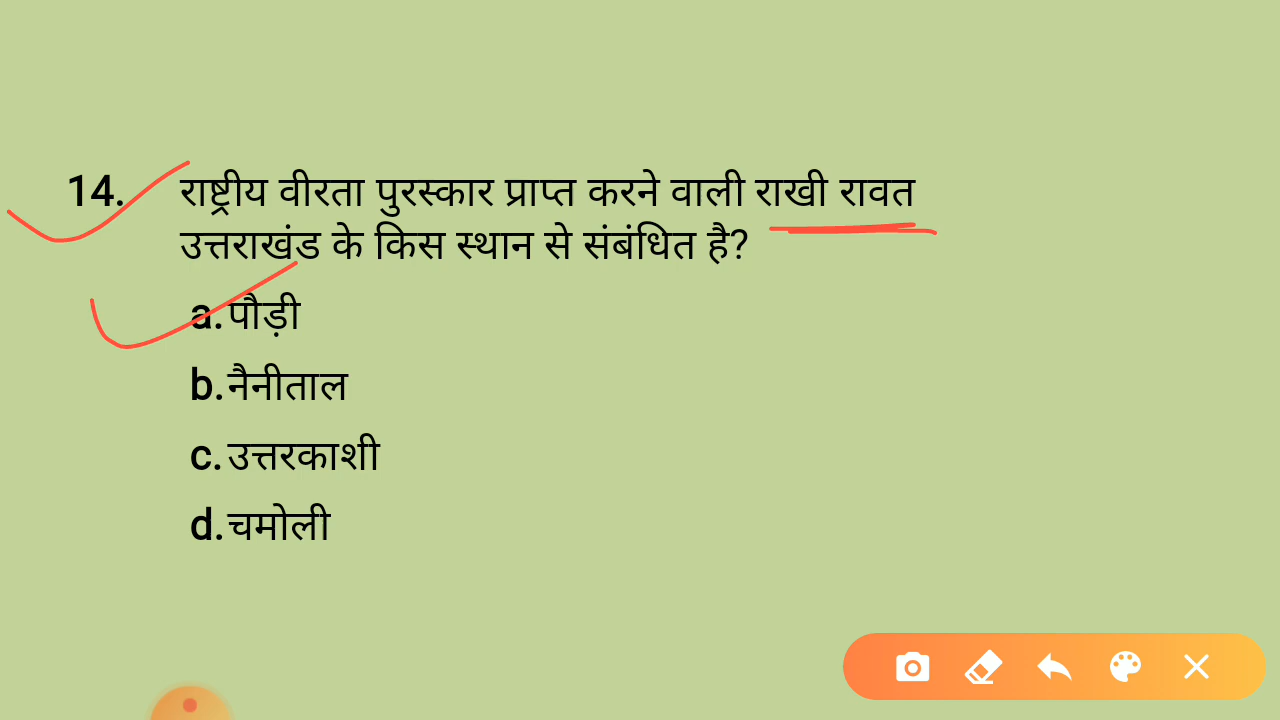 14. राष्ट्रीय वीरता पुरस्कार प्राप्त करने वाली राखी रावत
उत्तराखंड के किस स्थान से संबंधित है?
a. पौड़ी
b. नैनीताल
c. उत्तरकाशी
d. चमोली